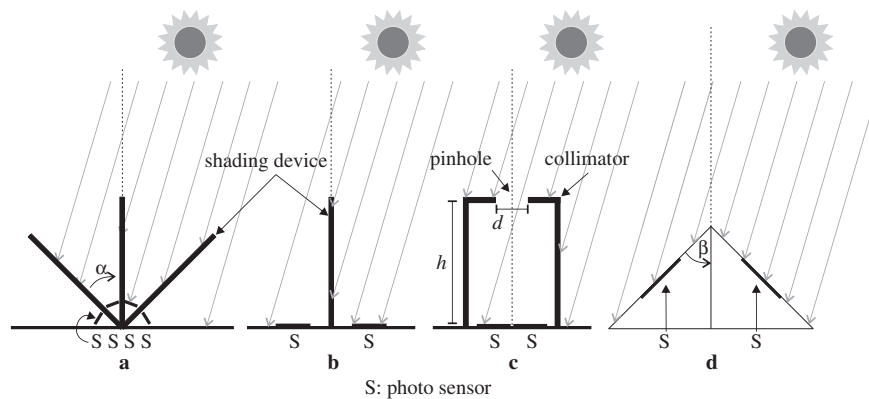 shading device
pinhole
collimator
d
h
α
β
S S S S
S
S
S
S
S
S
a
b
c
d
S: photo sensor